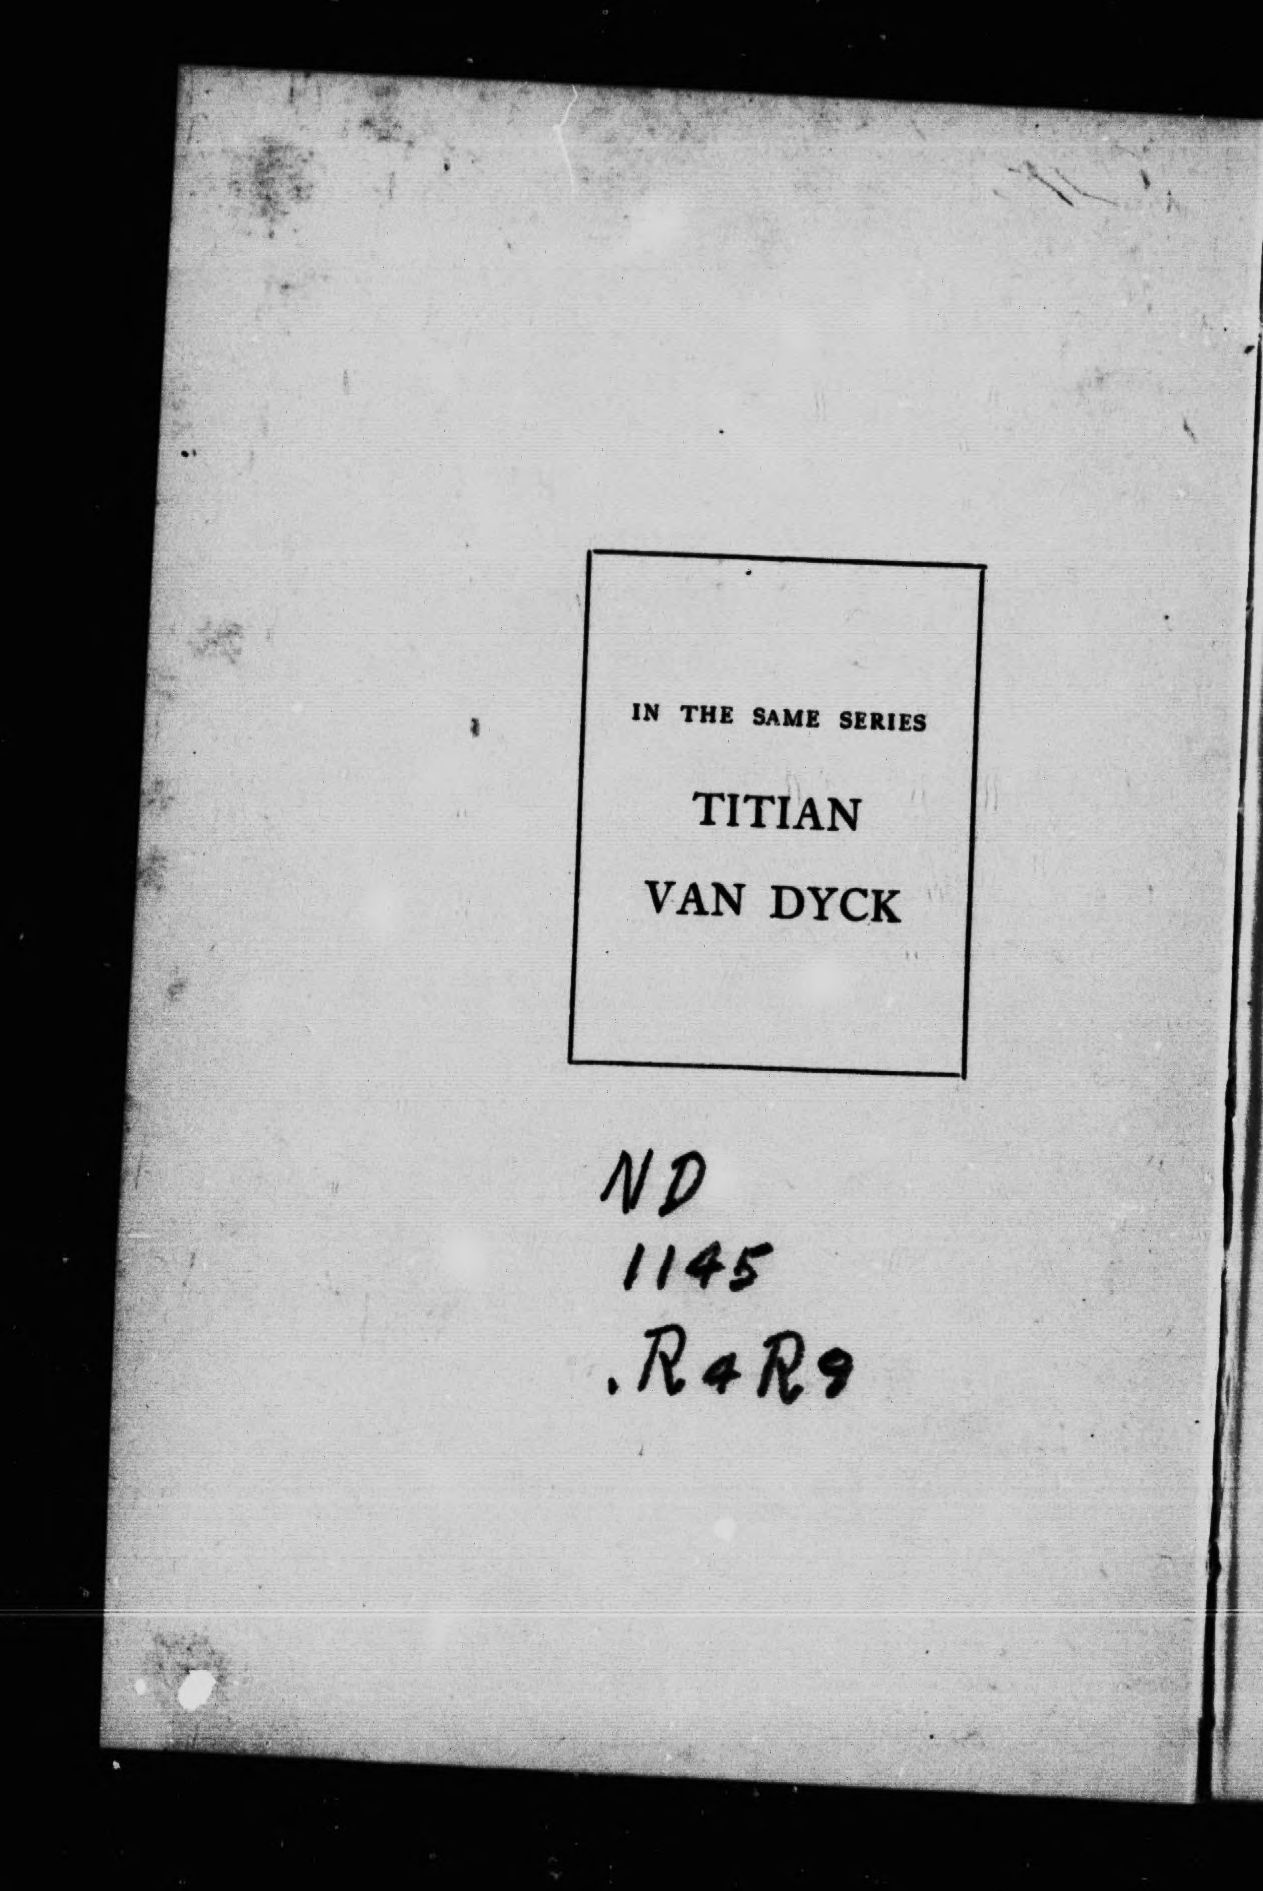 IN THE SAME SERIES
TITIAN
VAN DYCK
ND
1145
.R4R9